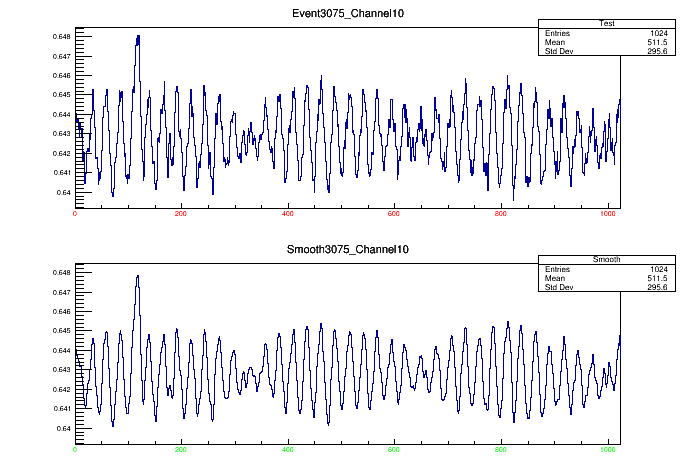 Event3075_Channel10
Test
Entries 1024
Mean 511.5
Std Dev 295.6
0.648
0.647
0.646
0.645
0.644
0.643
0.642
0.641
0.64
0 200 400 600 800 1000
Smooth3075_Channel10
Smooth
Entries 1024
Mean 511.5
Std Dev 295.6
0.648
0.647
0.646
0.645
0.644
0.643
0.642
0.641
0.64
0 200 400 600 800 1000